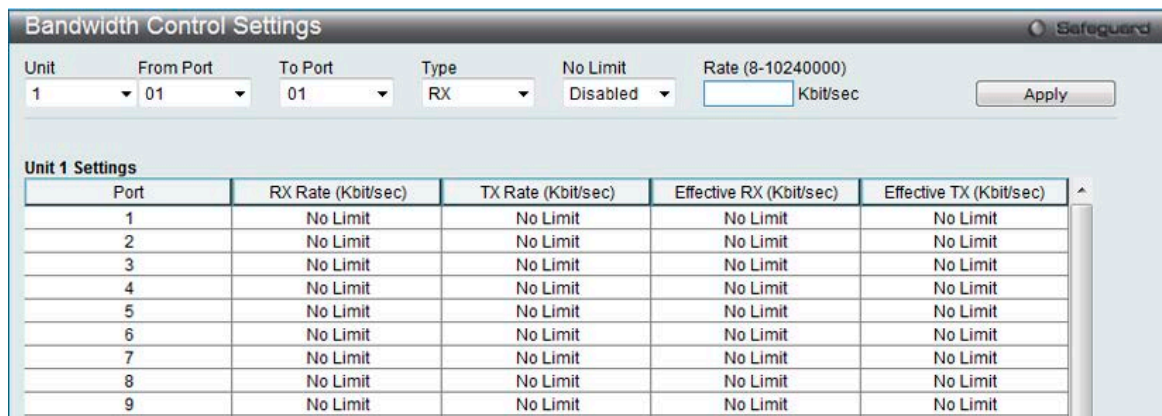 Bandwidth Control Settings
Safeguard
Unit From Port To Port Type No Limit Rate (8-10240000)
1 01 01 RX Disabled Kbit/sec Apply
Unit 1 Settings
Port RX Rate (Kbit/sec) TX Rate (Kbit/sec) Effective RX (Kbit/sec) Effective TX (Kbit/sec)
1 No Limit No Limit No Limit No Limit
2 No Limit No Limit No Limit No Limit
3 No Limit No Limit No Limit No Limit
4 No Limit No Limit No Limit No Limit
5 No Limit No Limit No Limit No Limit
6 No Limit No Limit No Limit No Limit
7 No Limit No Limit No Limit No Limit
8 No Limit No Limit No Limit No Limit
9 No Limit No Limit No Limit No Limit